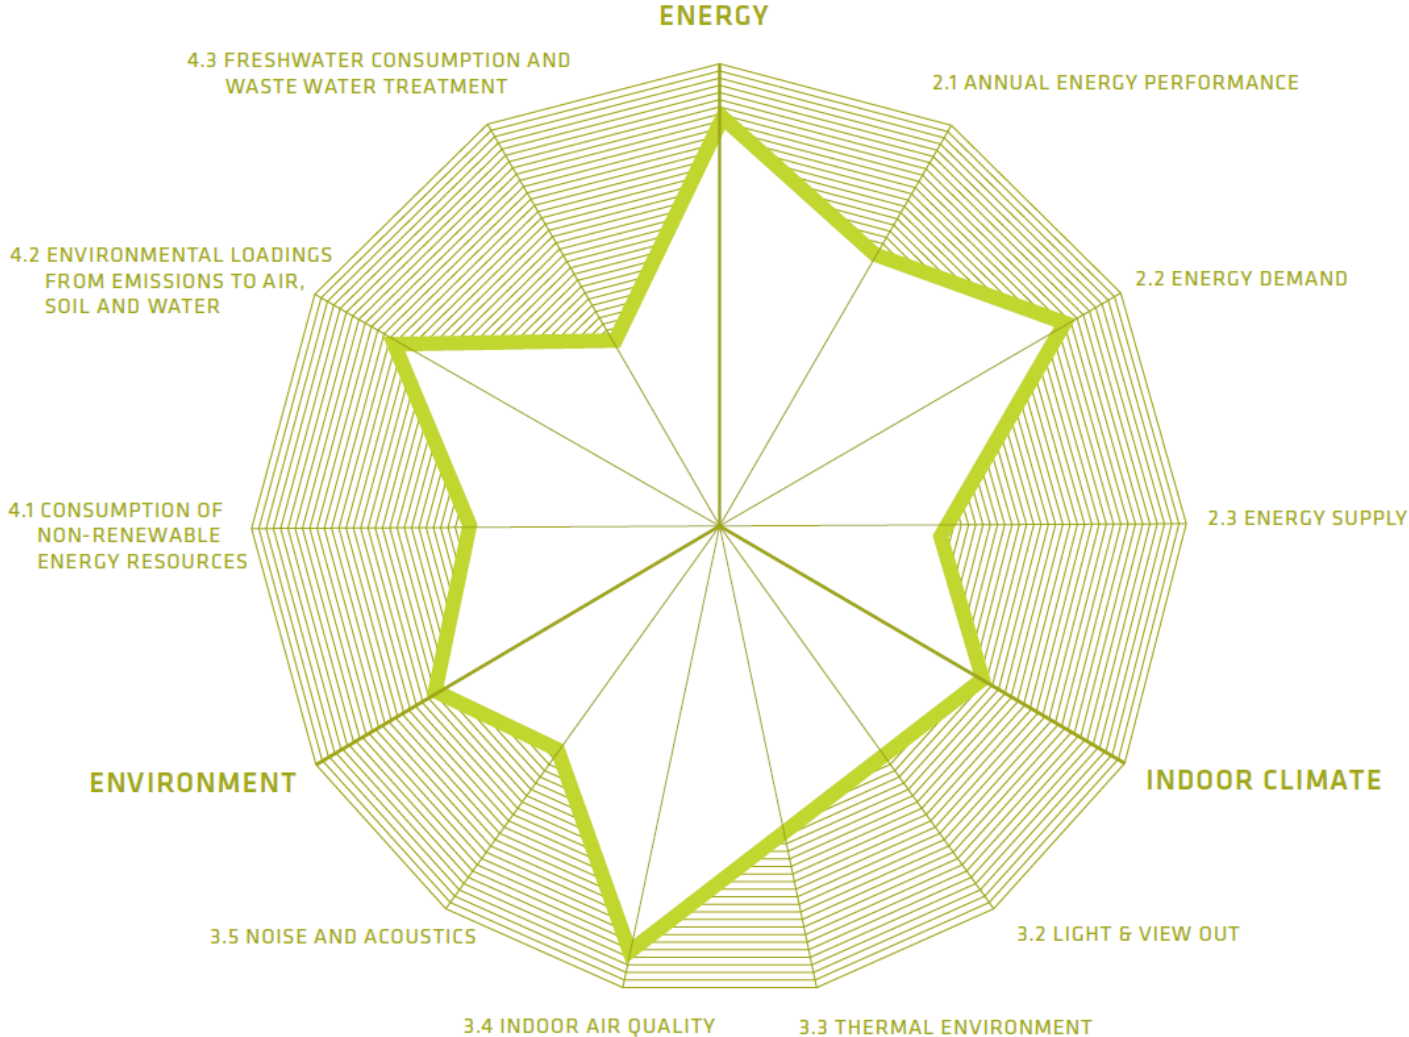 ENERGY
4.3 FRESHWATER CONSUMPTION AND
WASTE WATER TREATMENT
2.1 ANNUAL ENERGY PERFORMANCE
4.2 ENVIRONMENTAL LOADINGS
FROM EMISSIONS TO AIR,
SOIL AND WATER
2.2 ENERGY DEMAND
4.1 CONSUMPTION OF
NON-RENEWABLE
ENERGY RESOURCES
2.3 ENERGY SUPPLY
ENVIRONMENT
INDOOR CLIMATE
3.5 NOISE AND ACOUSTICS
3.2 LIGHT & VIEW OUT
3.4 INDOOR AIR QUALITY
3.3 THERMAL ENVIRONMENT